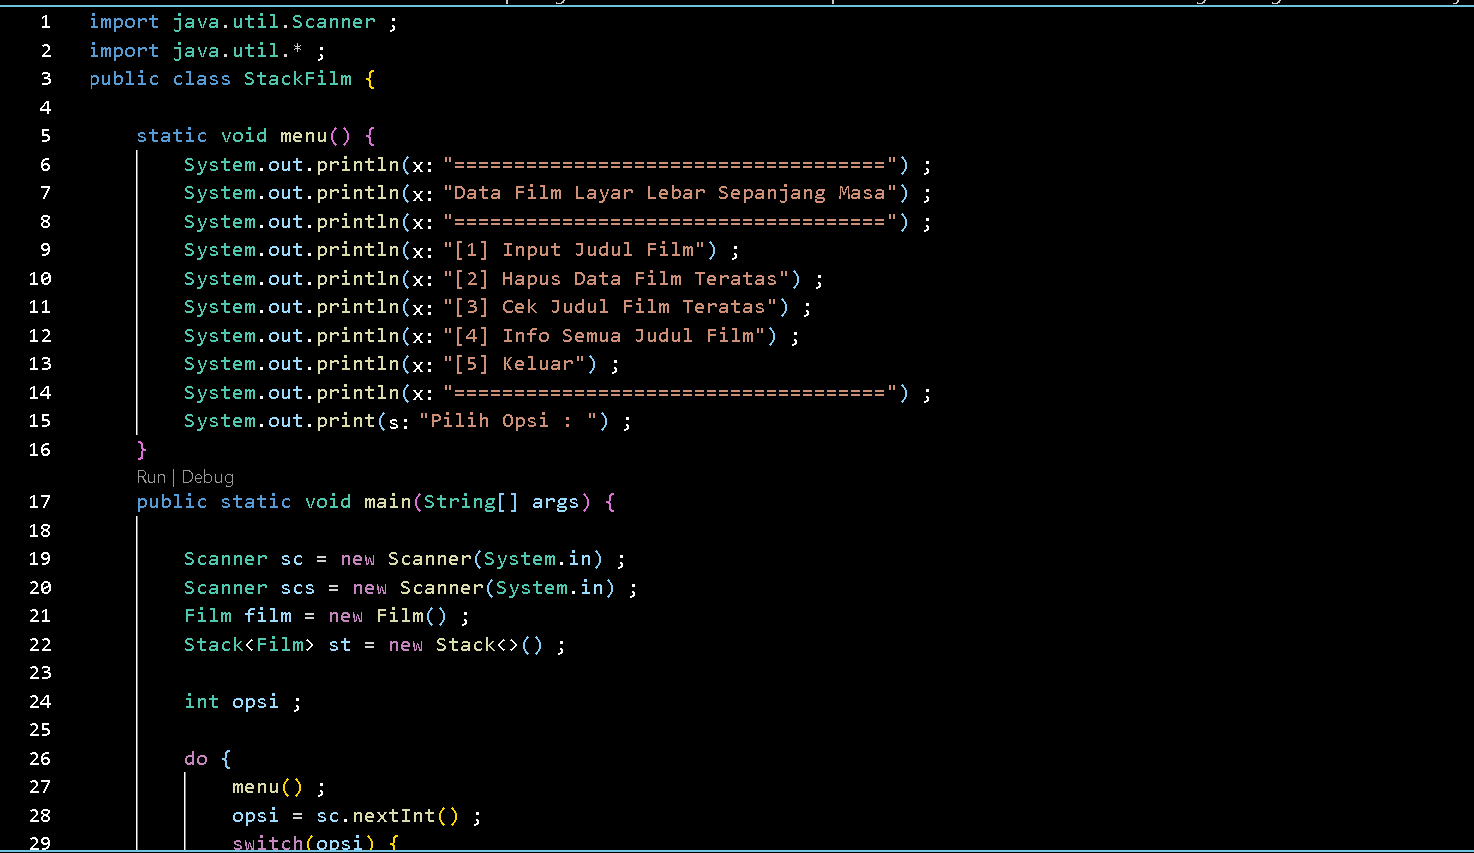 1 import java.util.Scanner ;
2 import java.util.* ;
3 public class StackFilm {
4
5 static void menu() {
6 System.out.println(x: "====================================") ;
7 System.out.println(x: "Data Film Layar Lebar Sepanjang Masa") ;
8 System.out.println(x: "====================================") ;
9 System.out.println(x: "[1] Input Judul Film") ;
10 System.out.println(x: "[2] Hapus Data Film Teratas") ;
11 System.out.println(x: "[3] Cek Judul Film Teratas") ;
12 System.out.println(x: "[4] Info Semua Judul Film") ;
13 System.out.println(x: "[5] Keluar") ;
14 System.out.println(x: "====================================") ;
15 System.out.print(s: "Pilih Opsi : ") ;
16 }
Run | Debug
17 public static void main(String[] args) {
18
19 Scanner sc = new Scanner(System.in) ;
20 Scanner scs = new Scanner(System.in) ;
21 Film film = new Film() ;
22 Stack<Film> st = new Stack<>() ;
23
24 int opsi ;
25
26 do {
27 menu() ;
28 opsi = sc.nextInt() ;
29 switch(opsi) {